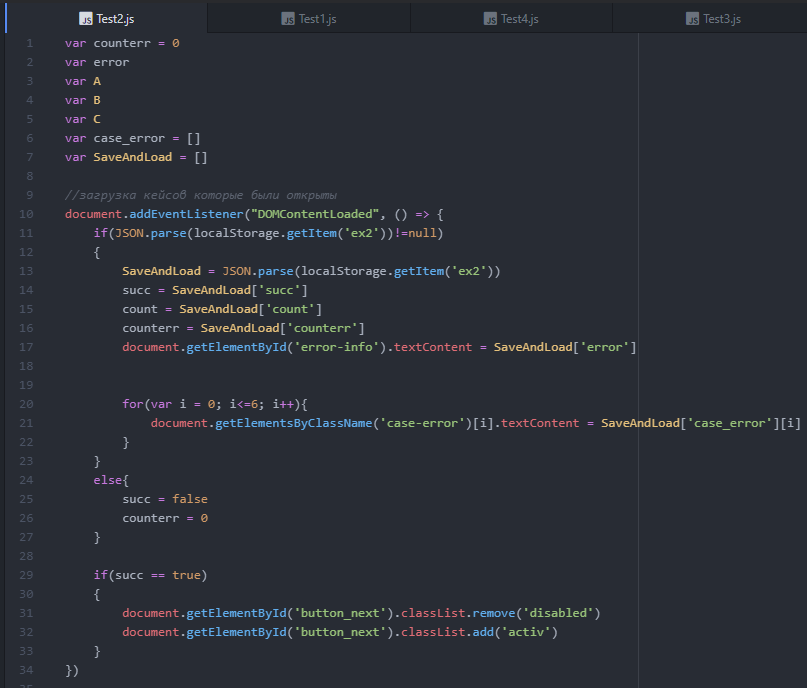 JS Test2.js JS Test1.js JS Test4.js JS Test3.js
1 var counterr = 0
2 var error
3 var A
4 var B
5 var C
6 var case_error = []
7 var SaveAndLoad = []
8
9 //загрузка кейсов которые были открыты
10 document.addEventListener("DOMContentLoaded", () => {
11 if(JSON.parse(localStorage.getItem('ex2'))!=null)
12 {
13 SaveAndLoad = JSON.parse(localStorage.getItem('ex2'))
14 succ = SaveAndLoad['succ']
15 count = SaveAndLoad['count']
16 counterr = SaveAndLoad['counterr']
17 document.getElementById('error-info').textContent = SaveAndLoad['error']
18
19
20 for(var i = 0; i<=6; i++){
21 document.getElementsByClassName('case-error')[i].textContent = SaveAndLoad['case_error'][i]
22 }
23 }
24 else{
25 succ = false
26 counterr = 0
27 }
28
29 if(succ == true)
30 {
31 document.getElementById('button_next').classList.remove('disabled')
32 document.getElementById('button_next').classList.add('activ')
33 }
34 })